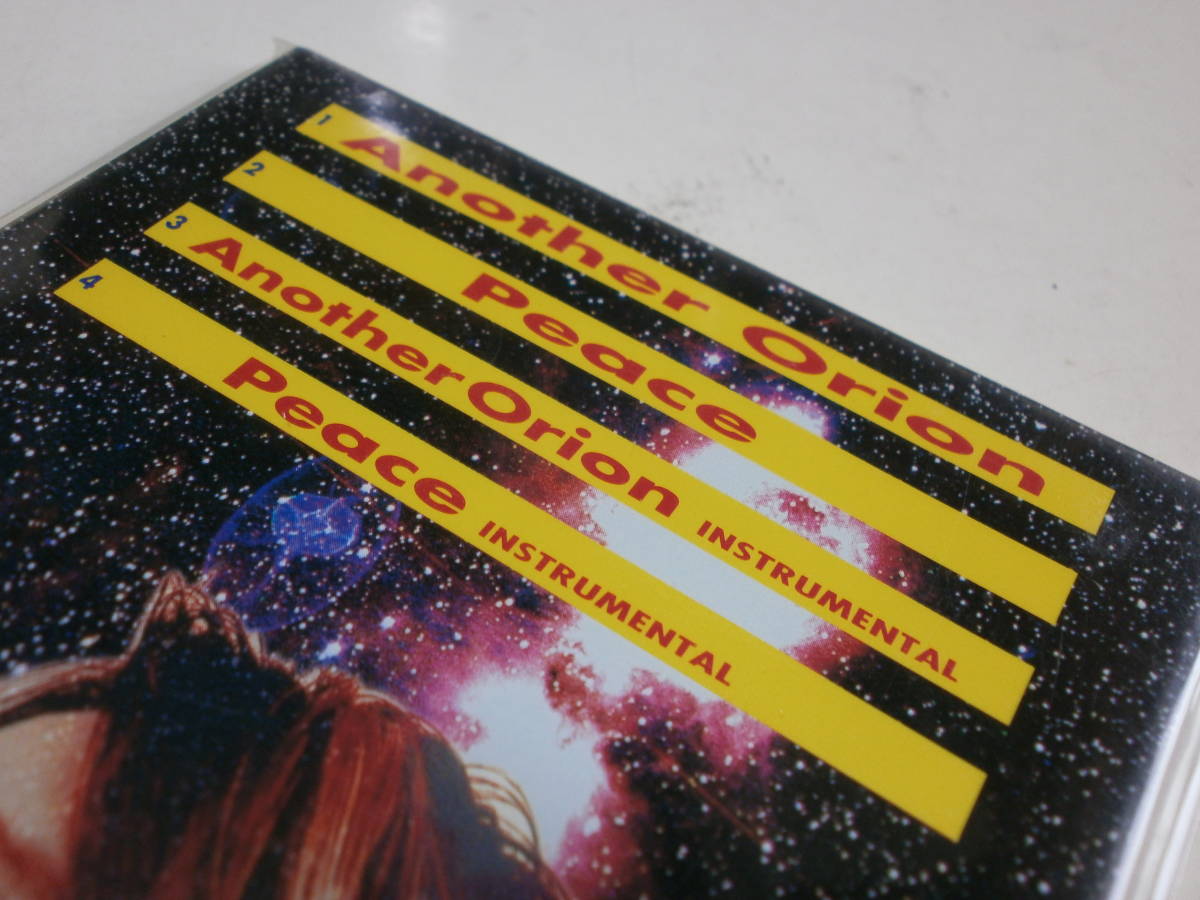 1 Another Orion
2 Peace
3 Another Orion INSTRUMENTAL
4 Peace INSTRUMENTAL